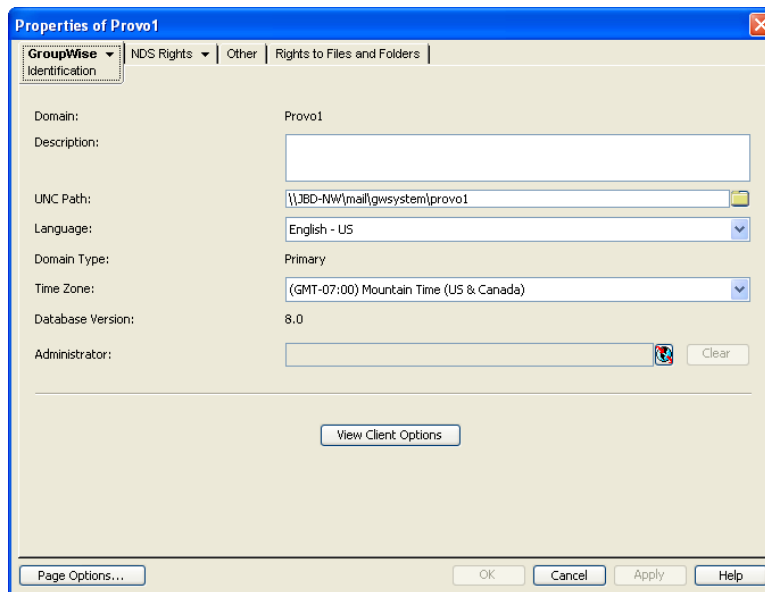 Properties of Provo1
GroupWise NDS Rights Other Rights to Files and Folders
Identification
Domain: Provo1
Description:
UNC Path: \\JBD-NW\mail\gwsystem\provo1
Language: English - US
Domain Type: Primary
Time Zone: (GMT-07:00) Mountain Time (US & Canada)
Database Version: 8.0
Administrator: Clear
View Client Options
Page Options... OK Cancel Apply Help